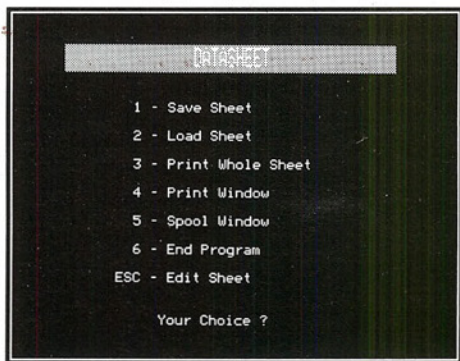 DATASHEET
1 - Save Sheet
2 - Load Sheet
3 - Print Whole Sheet
4 - Print Window
5 - Spool Window
6 - End Program
ESC - Edit Sheet
Your Choice ?